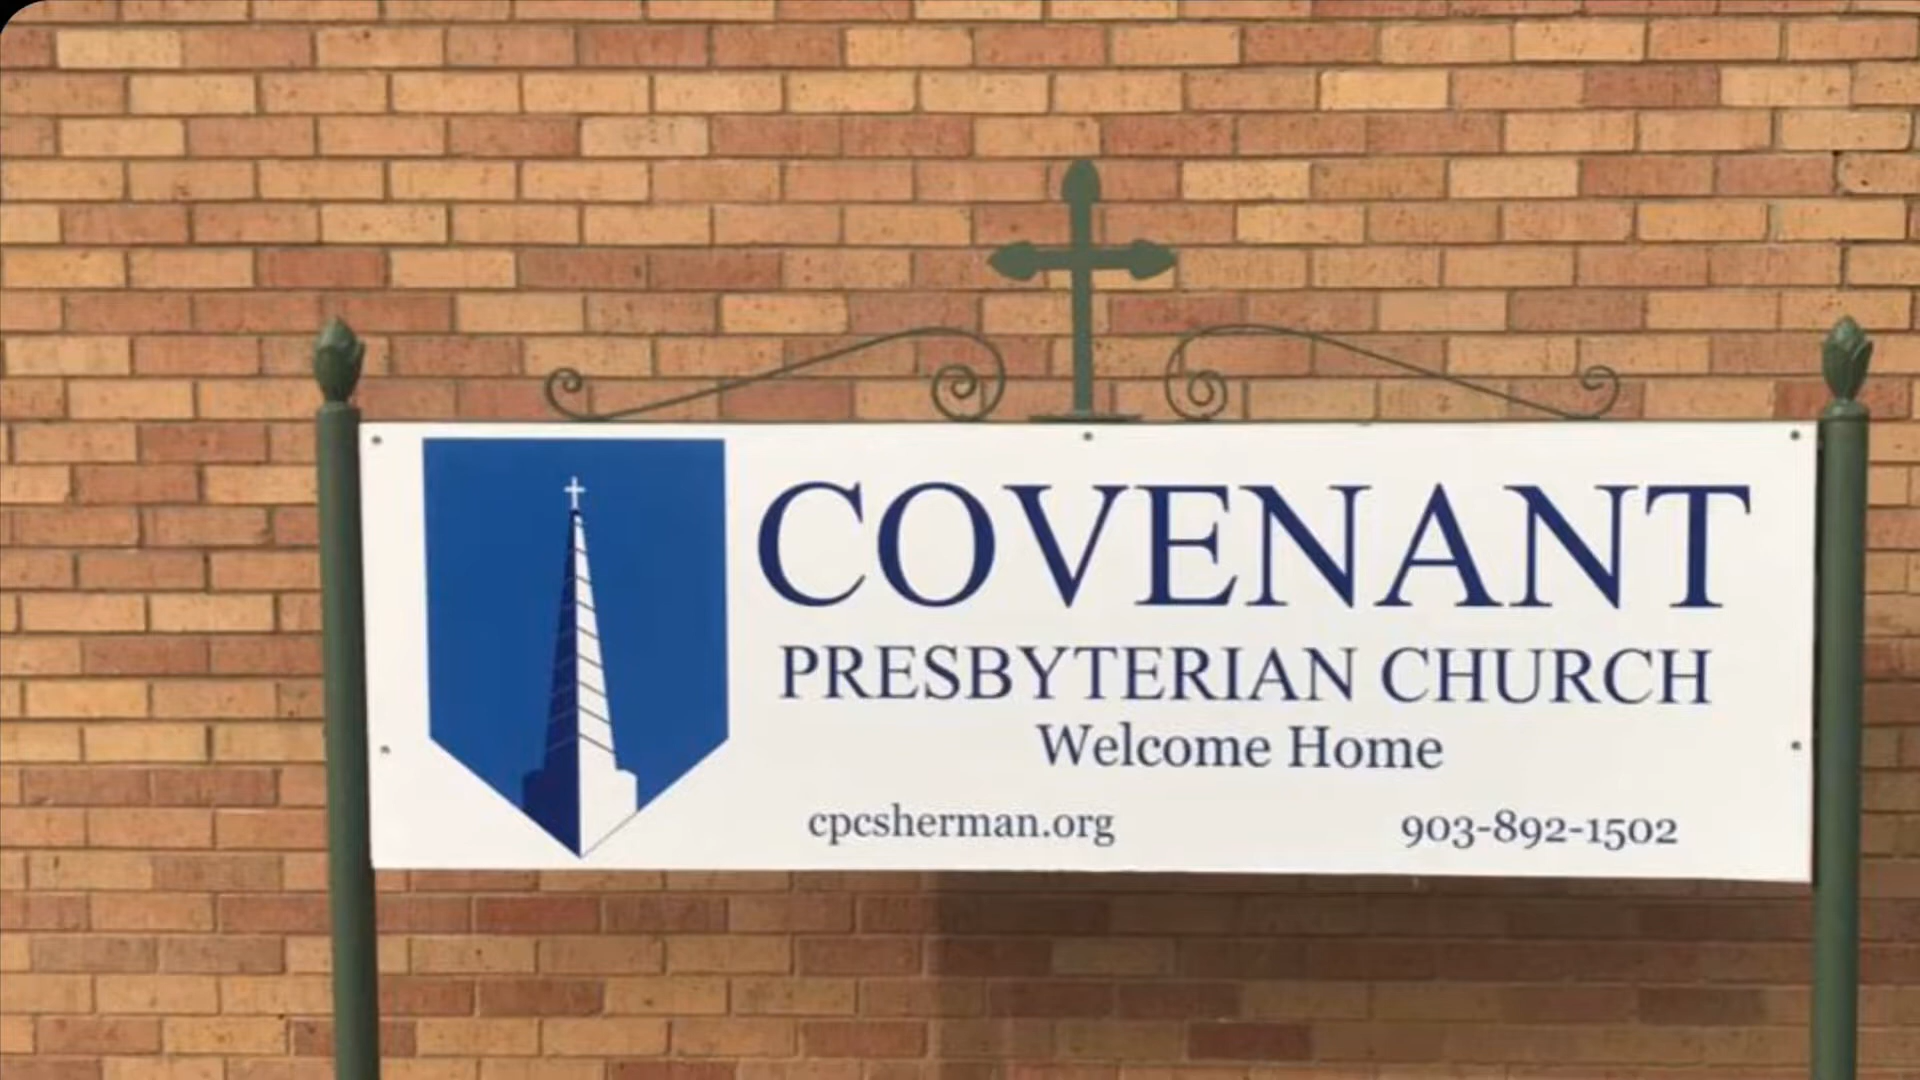 COVENANT
PRESBYTERIAN CHURCH
Welcome Home
cpcsherman.org 903-892-1502